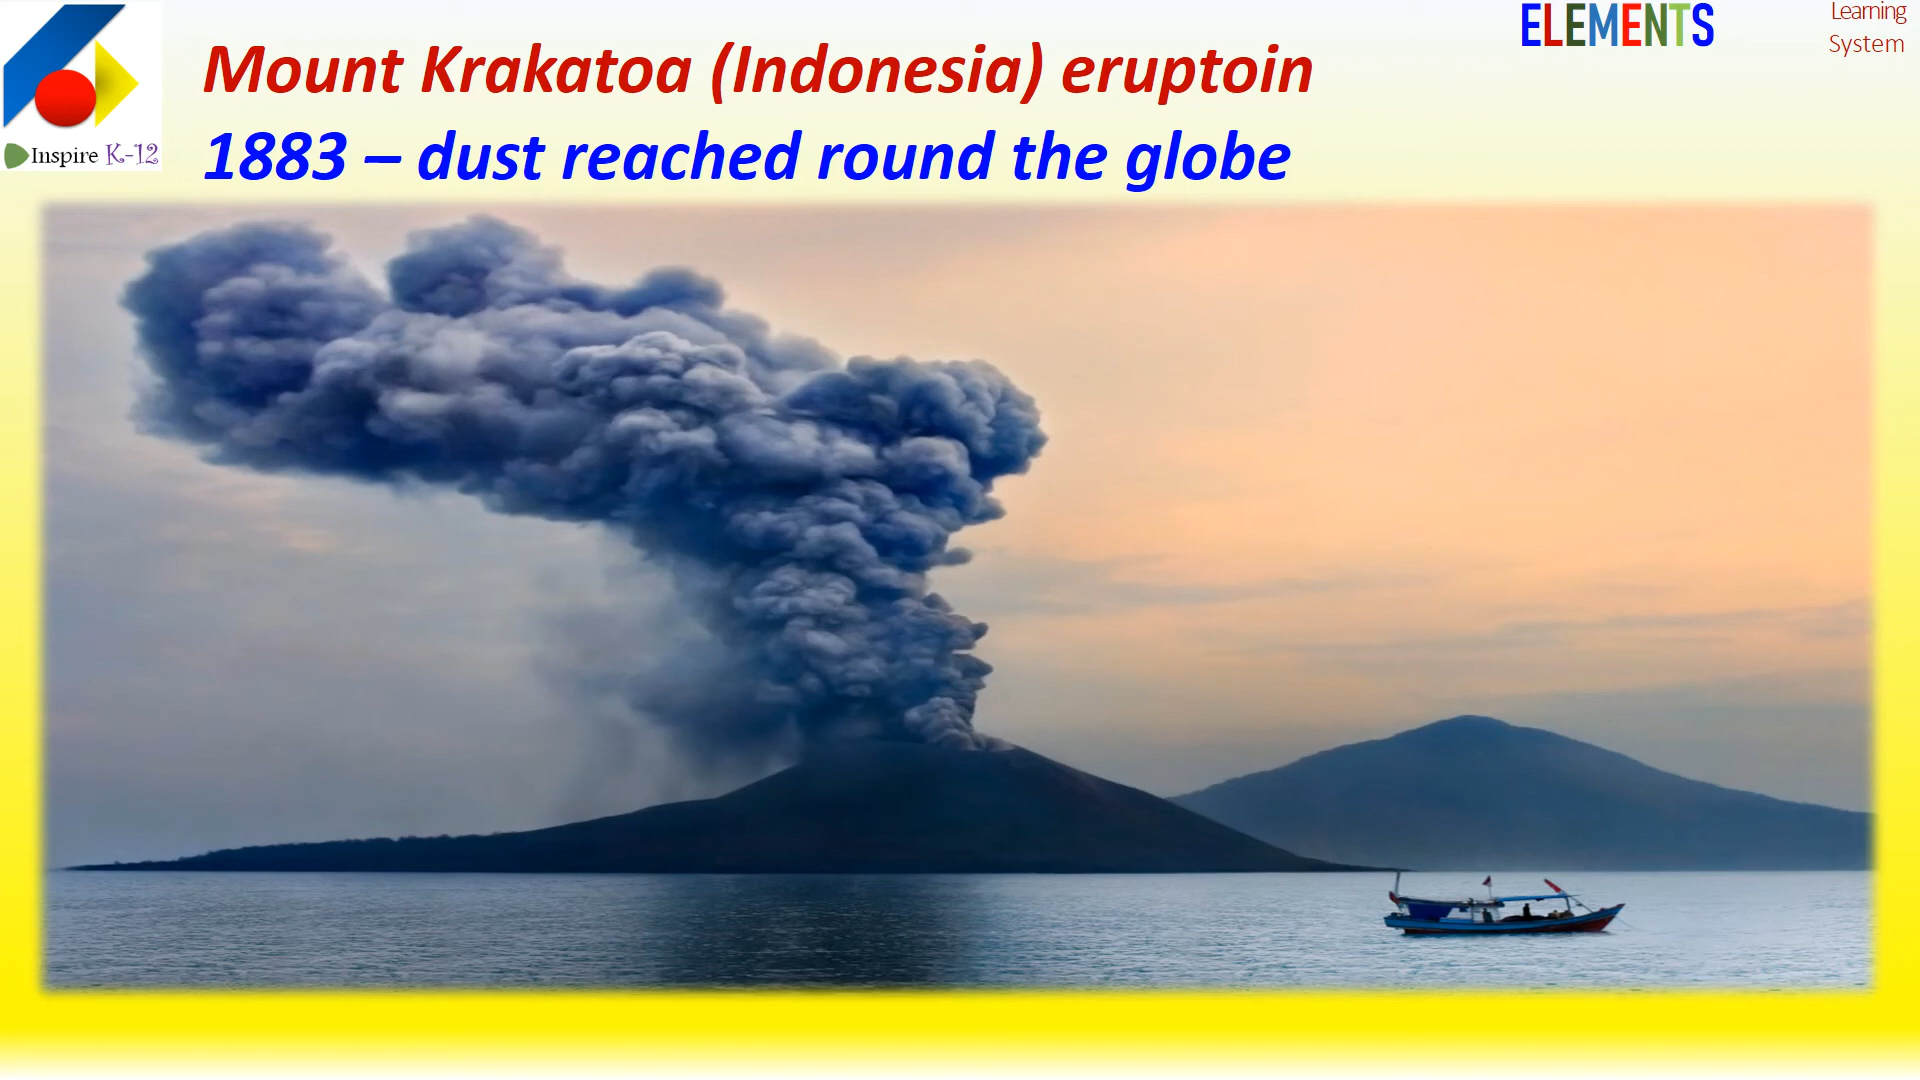 ELEMENTS
Learning
System
Mount Krakatoa (Indonesia) eruptoin
1883 – dust reached round the globe
Inspire K-12